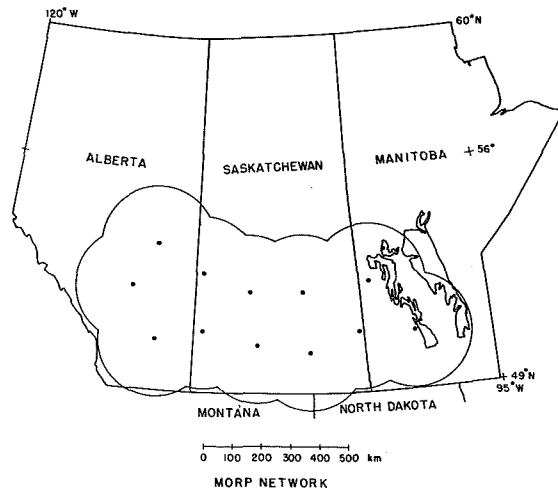 120° W
60° N
ALBERTA
SASKATCHEWAN
MANITOBA
56°
49° N
95° W
MONTANA
NORTH DAKOTA
0 100 200 300 400 500 km
MORP NETWORK